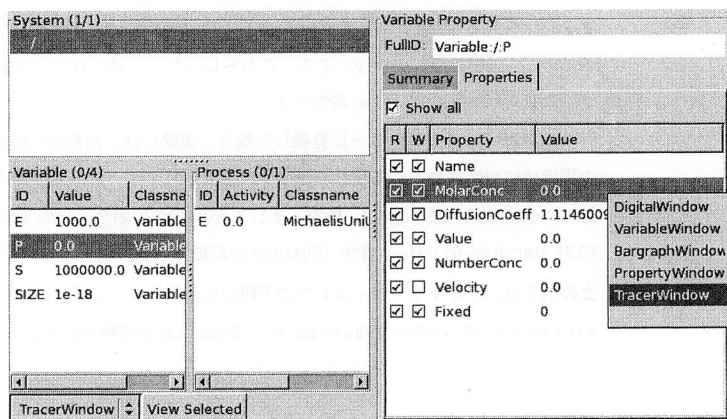 System (1/1)
/
Variable (0/4)
ID Value Classna
E 1000.0 Variable
P 0.0 Variable
S 1000000.0 Variable
SIZE 1e-18 Variable
Process (0/1)
ID Activity Classname
E 0.0 MichaelisUniU
TracerWindow View Selected
Variable Property
FullID: Variable:/:P
Summary Properties
Show all
R W Property Value
Name
MolarConc 0.0
DiffusionCoeff 1.1146009
Value 0.0
NumberConc 0.0
Velocity 0.0
Fixed 0
DigitalWindow
VariableWindow
BargraphWindow
PropertyWindow
TracerWindow